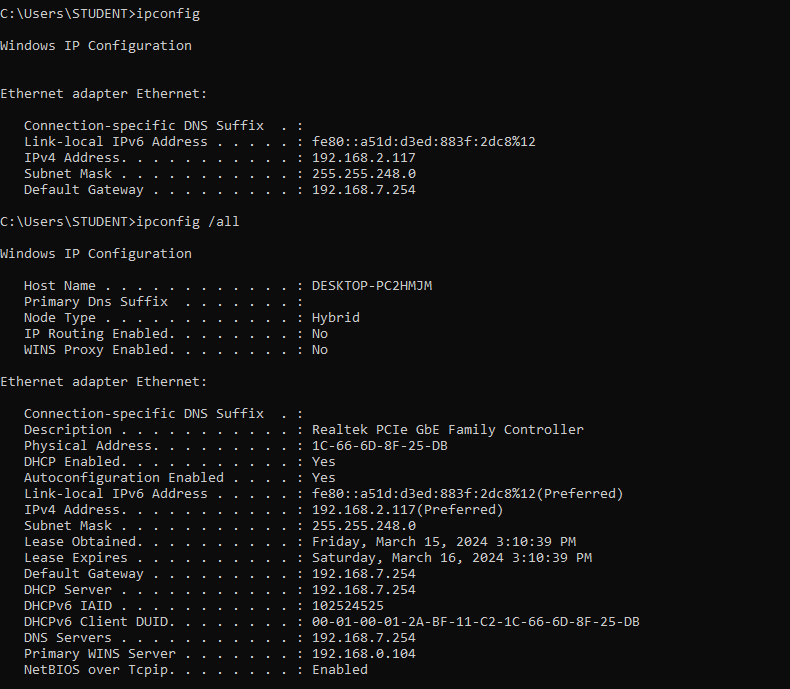 C:\Users\STUDENT>ipconfig
Windows IP Configuration
Ethernet adapter Ethernet:
   Connection-specific DNS Suffix  . :
   Link-local IPv6 Address . . . . . : fe80::a51d:d3ed:883f:2dc8%12
   IPv4 Address. . . . . . . . . . . : 192.168.2.117
   Subnet Mask . . . . . . . . . . . : 255.255.248.0
   Default Gateway . . . . . . . . . : 192.168.7.254
C:\Users\STUDENT>ipconfig /all
Windows IP Configuration
   Host Name . . . . . . . . . . . . : DESKTOP-PC2HMJM
   Primary Dns Suffix  . . . . . . . :
   Node Type . . . . . . . . . . . . : Hybrid
   IP Routing Enabled. . . . . . . . : No
   WINS Proxy Enabled. . . . . . . . : No
Ethernet adapter Ethernet:
   Connection-specific DNS Suffix  . :
   Description . . . . . . . . . . . : Realtek PCIe GbE Family Controller
   Physical Address. . . . . . . . . : 1C-66-6D-8F-25-DB
   DHCP Enabled. . . . . . . . . . . : Yes
   Autoconfiguration Enabled . . . . : Yes
   Link-local IPv6 Address . . . . . : fe80::a51d:d3ed:883f:2dc8%12(Preferred)
   IPv4 Address. . . . . . . . . . . : 192.168.2.117(Preferred)
   Subnet Mask . . . . . . . . . . . : 255.255.248.0
   Lease Obtained. . . . . . . . . . : Friday, March 15, 2024 3:10:39 PM
   Lease Expires . . . . . . . . . . : Saturday, March 16, 2024 3:10:39 PM
   Default Gateway . . . . . . . . . : 192.168.7.254
   DHCP Server . . . . . . . . . . . : 192.168.7.254
   DHCPv6 IAID . . . . . . . . . . . : 102524525
   DHCPv6 Client DUID. . . . . . . . : 00-01-00-01-2A-BF-11-C2-1C-66-6D-8F-25-DB
   DNS Servers . . . . . . . . . . . : 192.168.7.254
   Primary WINS Server . . . . . . . : 192.168.0.104
   NetBIOS over Tcpip. . . . . . . . : Enabled